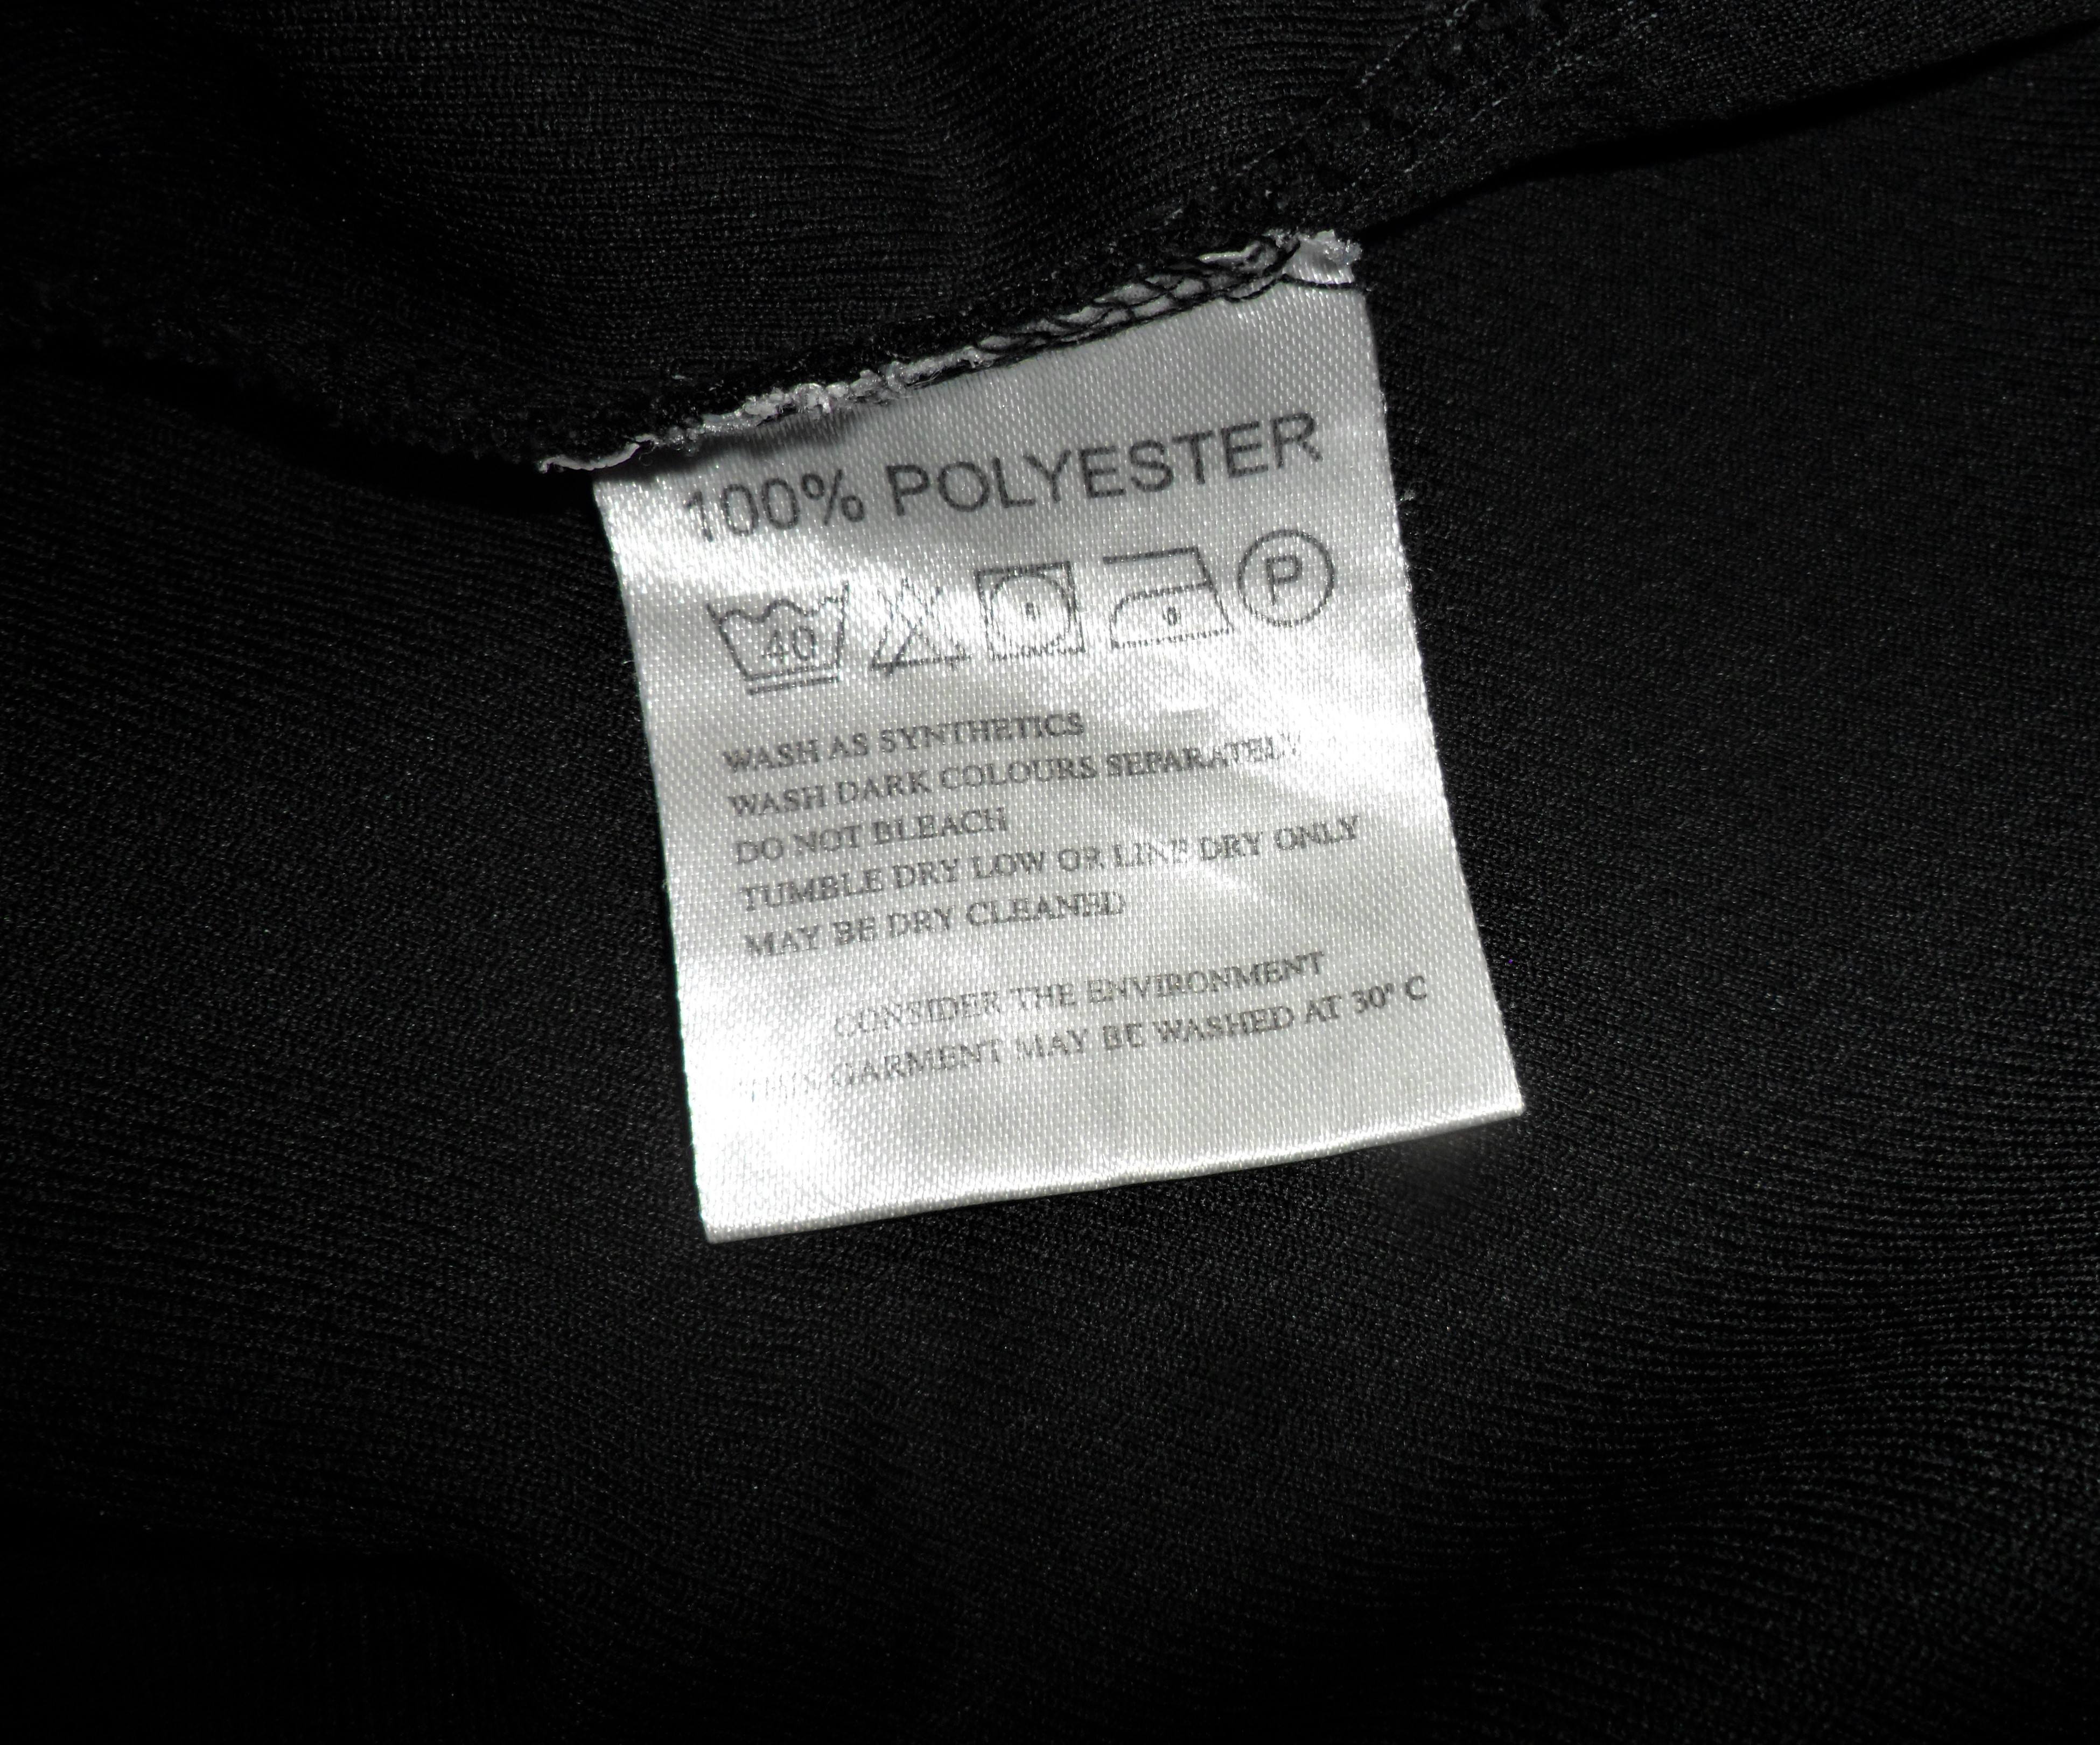 100% POLYESTER
40 P
WASH AS SYNTHETICS
WASH DARK COLOURS SEPARATELY
DO NOT BLEACH
TUMBLE DRY LOW OR LINE DRY ONLY
MAY BE DRY CLEANED
CONSIDER THE ENVIRONMENT
THIS GARMENT MAY BE WASHED AT 30° C